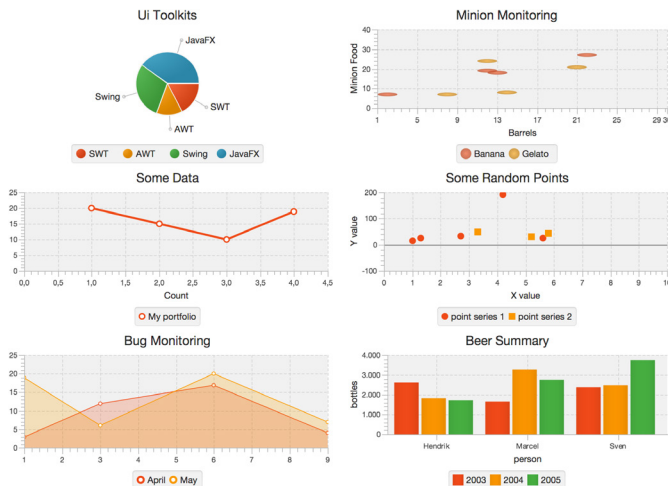 Ui Toolkits
JavaFX
Swing
SWT
AWT
SWT AWT Swing JavaFX
Minion Monitoring
Minion Food
40
30
20
10
0
1 5 9 13 17 21 25 29 30
Barrels
Banana Gelato
Some Data
25
20
15
10
5
0
0,0 0,5 1,0 1,5 2,0 2,5 3,0 3,5 4,0 4,5
Count
My portfolio
Some Random Points
Y value
200
100
0
-100
0 1 2 3 4 5 6 7 8 9 10
X value
point series 1 point series 2
Bug Monitoring
25
20
15
10
5
0
1 2 3 4 5 6 7 8 9
April May
Beer Summary
bottles
4.000
3.000
2.000
1.000
0
Hendrik Marcel Sven
person
2003 2004 2005